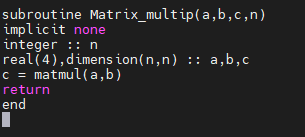 subroutine Matrix_multip(a,b,c,n)
implicit none
integer :: n
real(4),dimension(n,n) :: a,b,c
c = matmul(a,b)
return
end